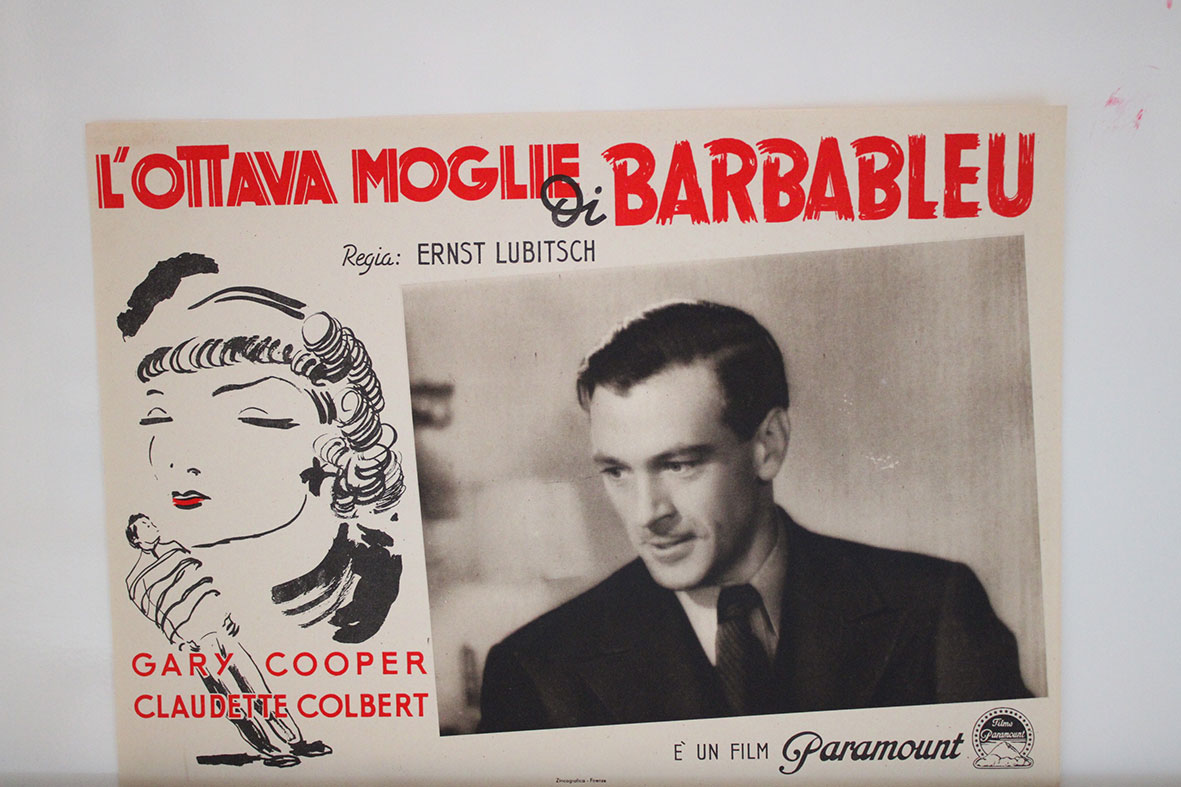 L'OTTAVA MOGLIE Di BARBABLEU
Regia: ERNST LUBITSCH
GARY COOPER
CLAUDETTE COLBERT
È UN FILM Paramount
Films
Paramount
Zincografica - Firenze